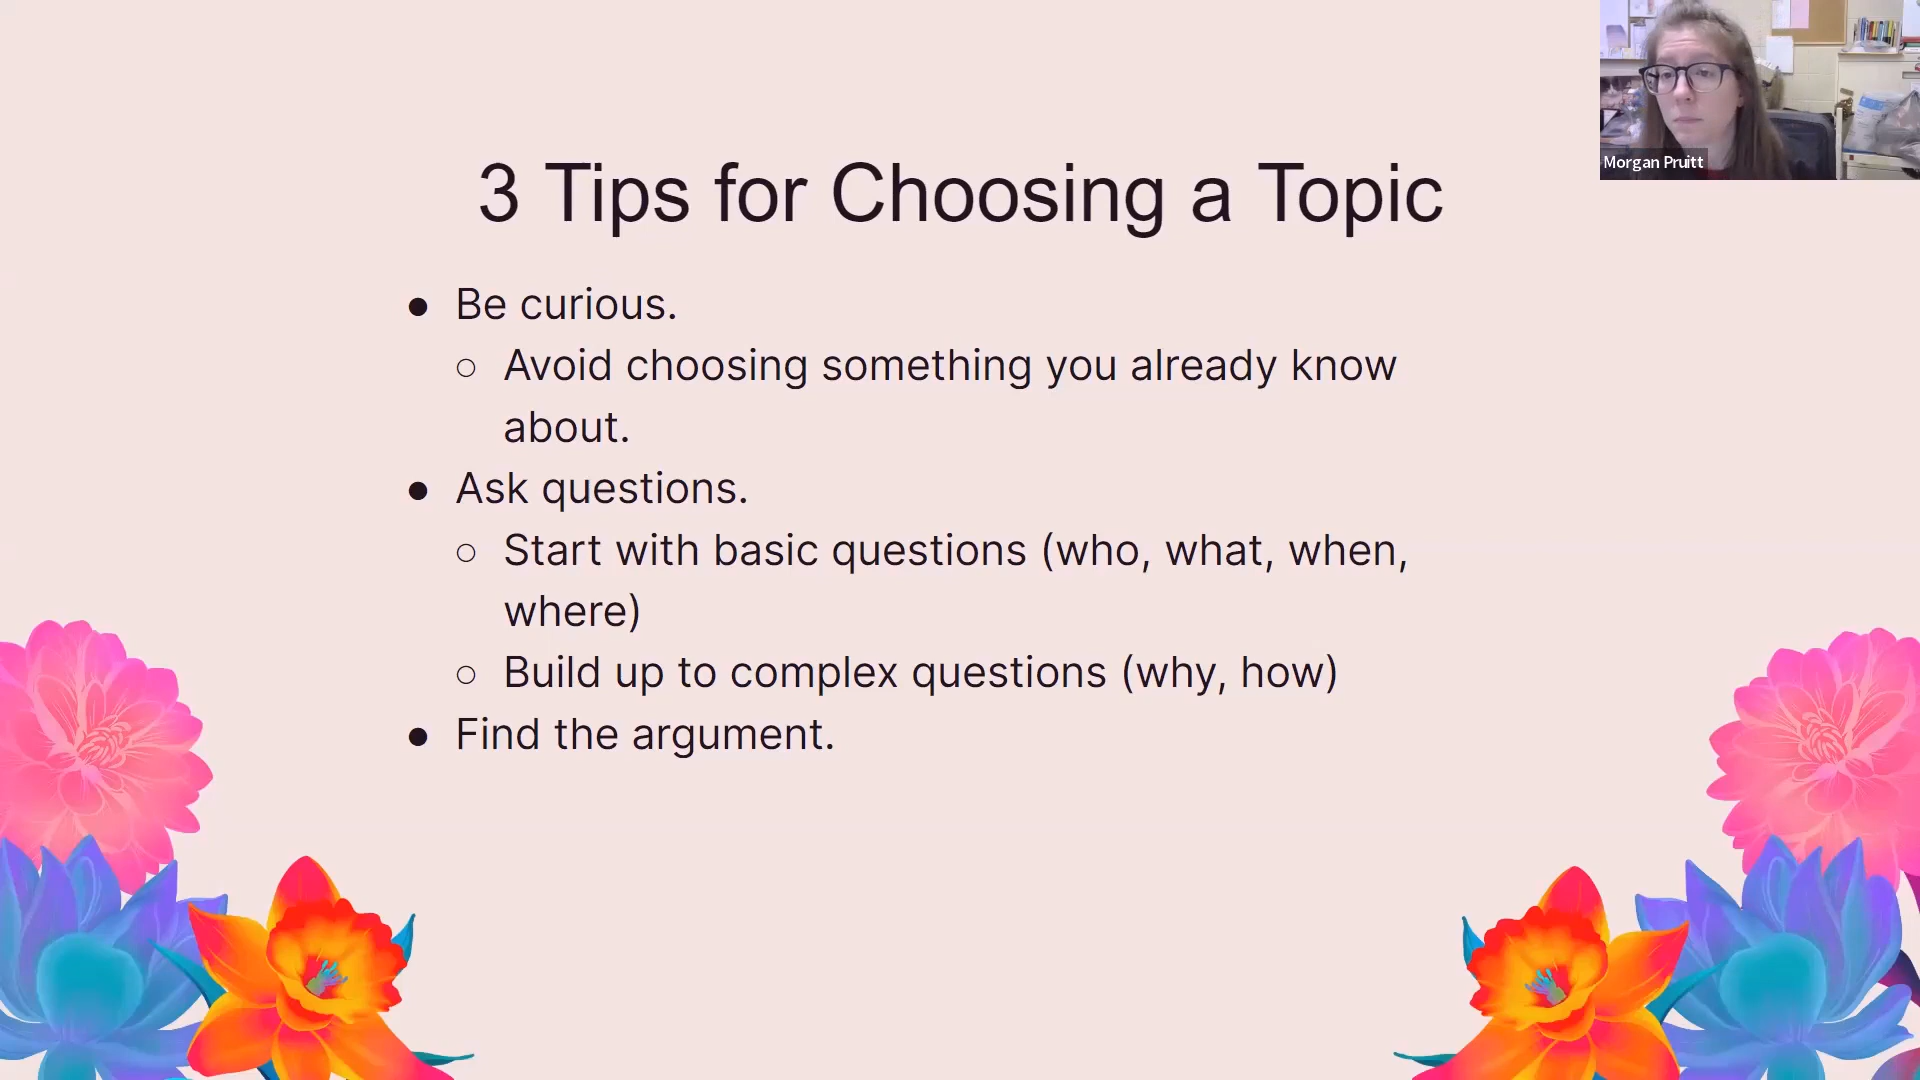 3 Tips for Choosing a Topic
● Be curious.
○ Avoid choosing something you already know
about.
● Ask questions.
○ Start with basic questions (who, what, when,
where)
○ Build up to complex questions (why, how)
● Find the argument.
Morgan Pruitt